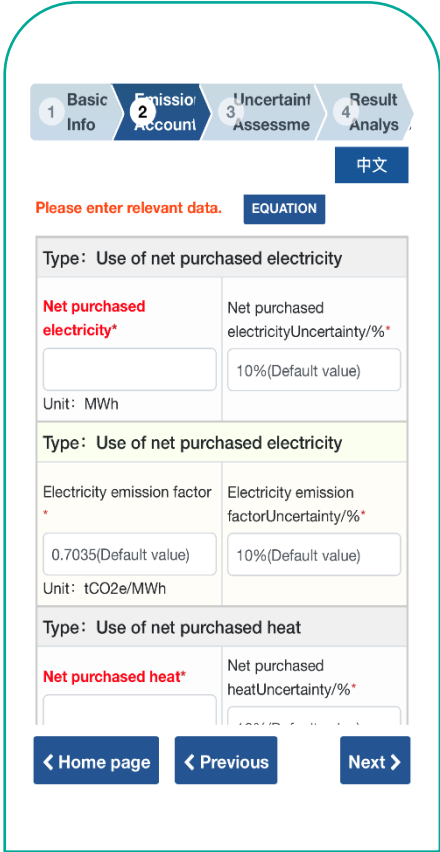 1 Basic Info
2 Emission Account
3 Uncertaint Assessme
4 Result Analys
中文
Please enter relevant data. EQUATION
Type: Use of net purchased electricity
Net purchased electricity*
Net purchased electricityUncertainty/%*
10%(Default value)
Unit: MWh
Type: Use of net purchased electricity
Electricity emission factor *
Electricity emission factorUncertainty/%*
0.7035(Default value)
10%(Default value)
Unit: tCO2e/MWh
Type: Use of net purchased heat
Net purchased heat*
Net purchased heatUncertainty/%*
Home page
Previous
Next